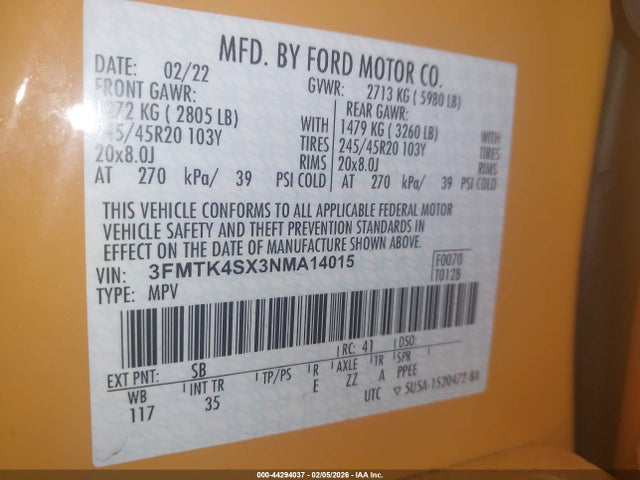 MFD. BY FORD MOTOR CO.
DATE: 02/22 GVWR: 2713 KG ( 5980 LB)
FRONT GAWR: REAR GAWR:
1272 KG ( 2805 LB) WITH 1479 KG ( 3260 LB) WITH
245/45R20 103Y TIRES 245/45R20 103Y TIRES
20x8.0J RIMS 20x8.0J RIMS
AT 270 kPa/ 39 PSI COLD AT 270 kPa/ 39 PSI COLD
THIS VEHICLE CONFORMS TO ALL APPLICABLE FEDERAL MOTOR
VEHICLE SAFETY AND THEFT PREVENTION STANDARDS IN
EFFECT ON THE DATE OF MANUFACTURE SHOWN ABOVE.
VIN: 3FMTK4SX3NMA14015 F0070
TYPE: MPV T0128
EXT PNT: SB RC: 41 DSO:
WB INT TR TP/PS R AXLE TR SPR
117 35 E ZZ A PPEE
UTC SU5A-1520472-BA
000-44294037 - 02/05/2026 - IAA Inc.